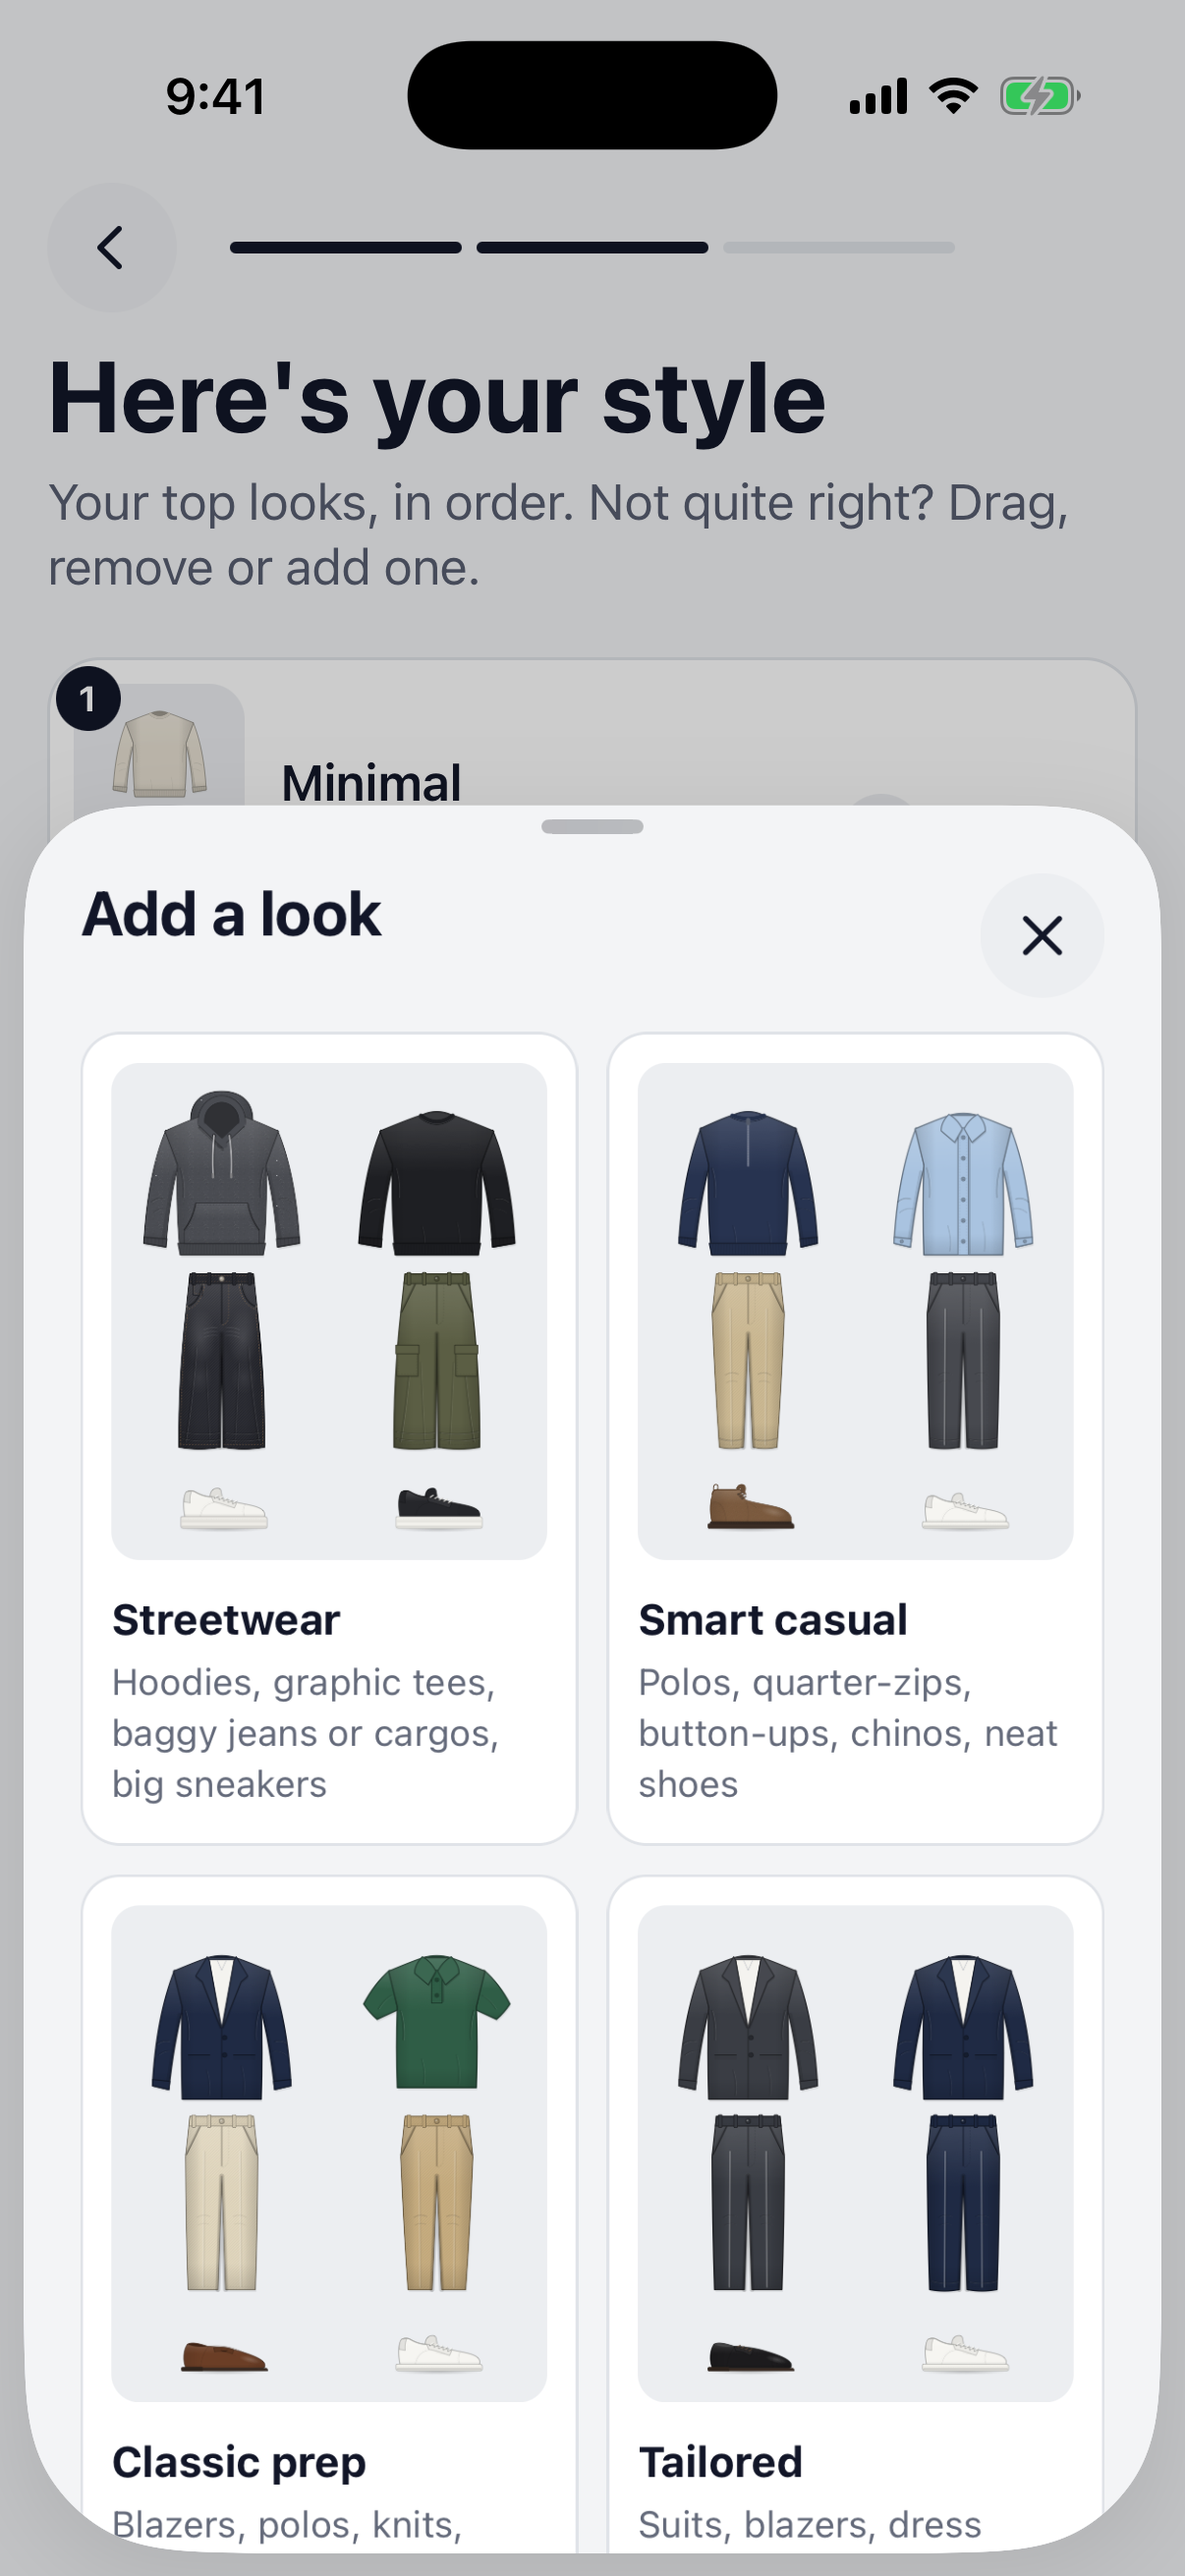 9:41
Here's your style
Your top looks, in order. Not quite right? Drag,
remove or add one.
1
Minimal
Add a look
Streetwear
Hoodies, graphic tees,
baggy jeans or cargos,
big sneakers
Smart casual
Polos, quarter-zips,
button-ups, chinos, neat
shoes
Classic prep
Blazers, polos, knits,
Tailored
Suits, blazers, dress